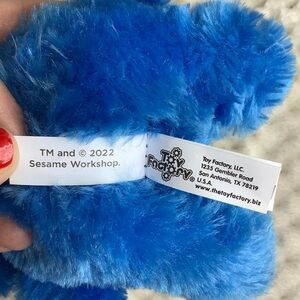 TM and © 2022
Sesame Workshop.
Toy
Factory®
Toy Factory, LLC.
1235 Gembler Road
San Antonio, TX 78219
U.S.A.
www.thetoyfactory.biz